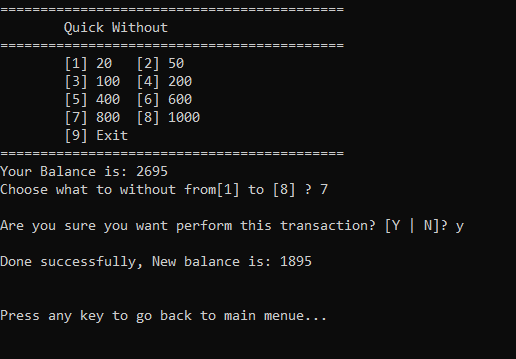 ===========================================
Quick Without
===========================================
[1] 20 [2] 50
[3] 100 [4] 200
[5] 400 [6] 600
[7] 800 [8] 1000
[9] Exit
===========================================
Your Balance is: 2695
Choose what to without from[1] to [8] ? 7
Are you sure you want perform this transaction? [Y | N]? y
Done successfully, New balance is: 1895
Press any key to go back to main menue...